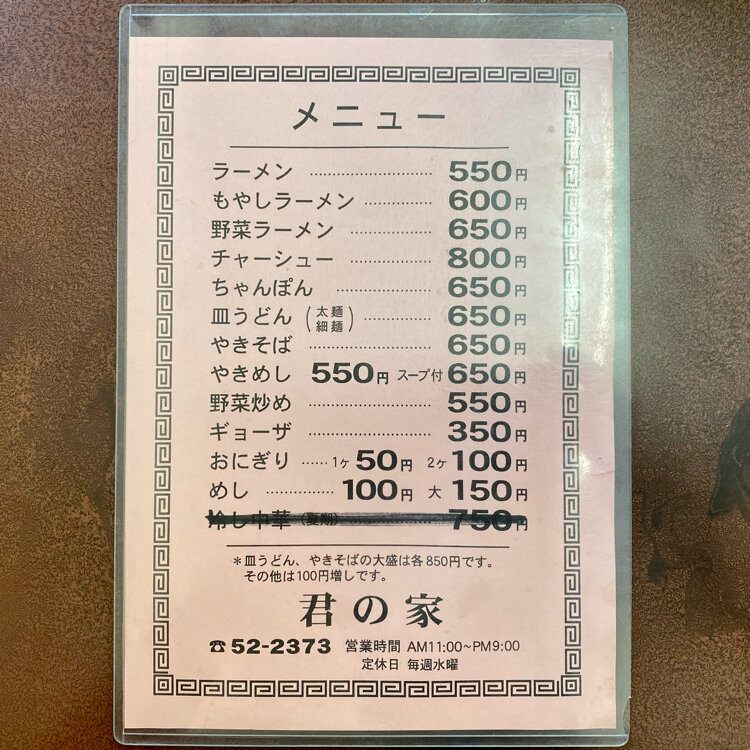 メニュー
ラーメン …………… 550円
もやしラーメン ………… 600円
野菜ラーメン ………… 650円
チャーシュー ………… 800円
ちゃんぽん ………… 650円
皿うどん(太麺 細麺) ………… 650円
やきそば …………… 650円
やきめし 550円 スープ付 650円
野菜炒め …………… 550円
ギョーザ …………… 350円
おにぎり …… 1ケ 50円 2ケ 100円
めし ………… 100円 大 150円
冷し中華(夏期) ………… 750円
*皿うどん、やきそばの大盛は各850円です。
その他は100円増しです。
君の家
☎52-2373 営業時間 AM11:00~PM9:00
定休日 毎週水曜